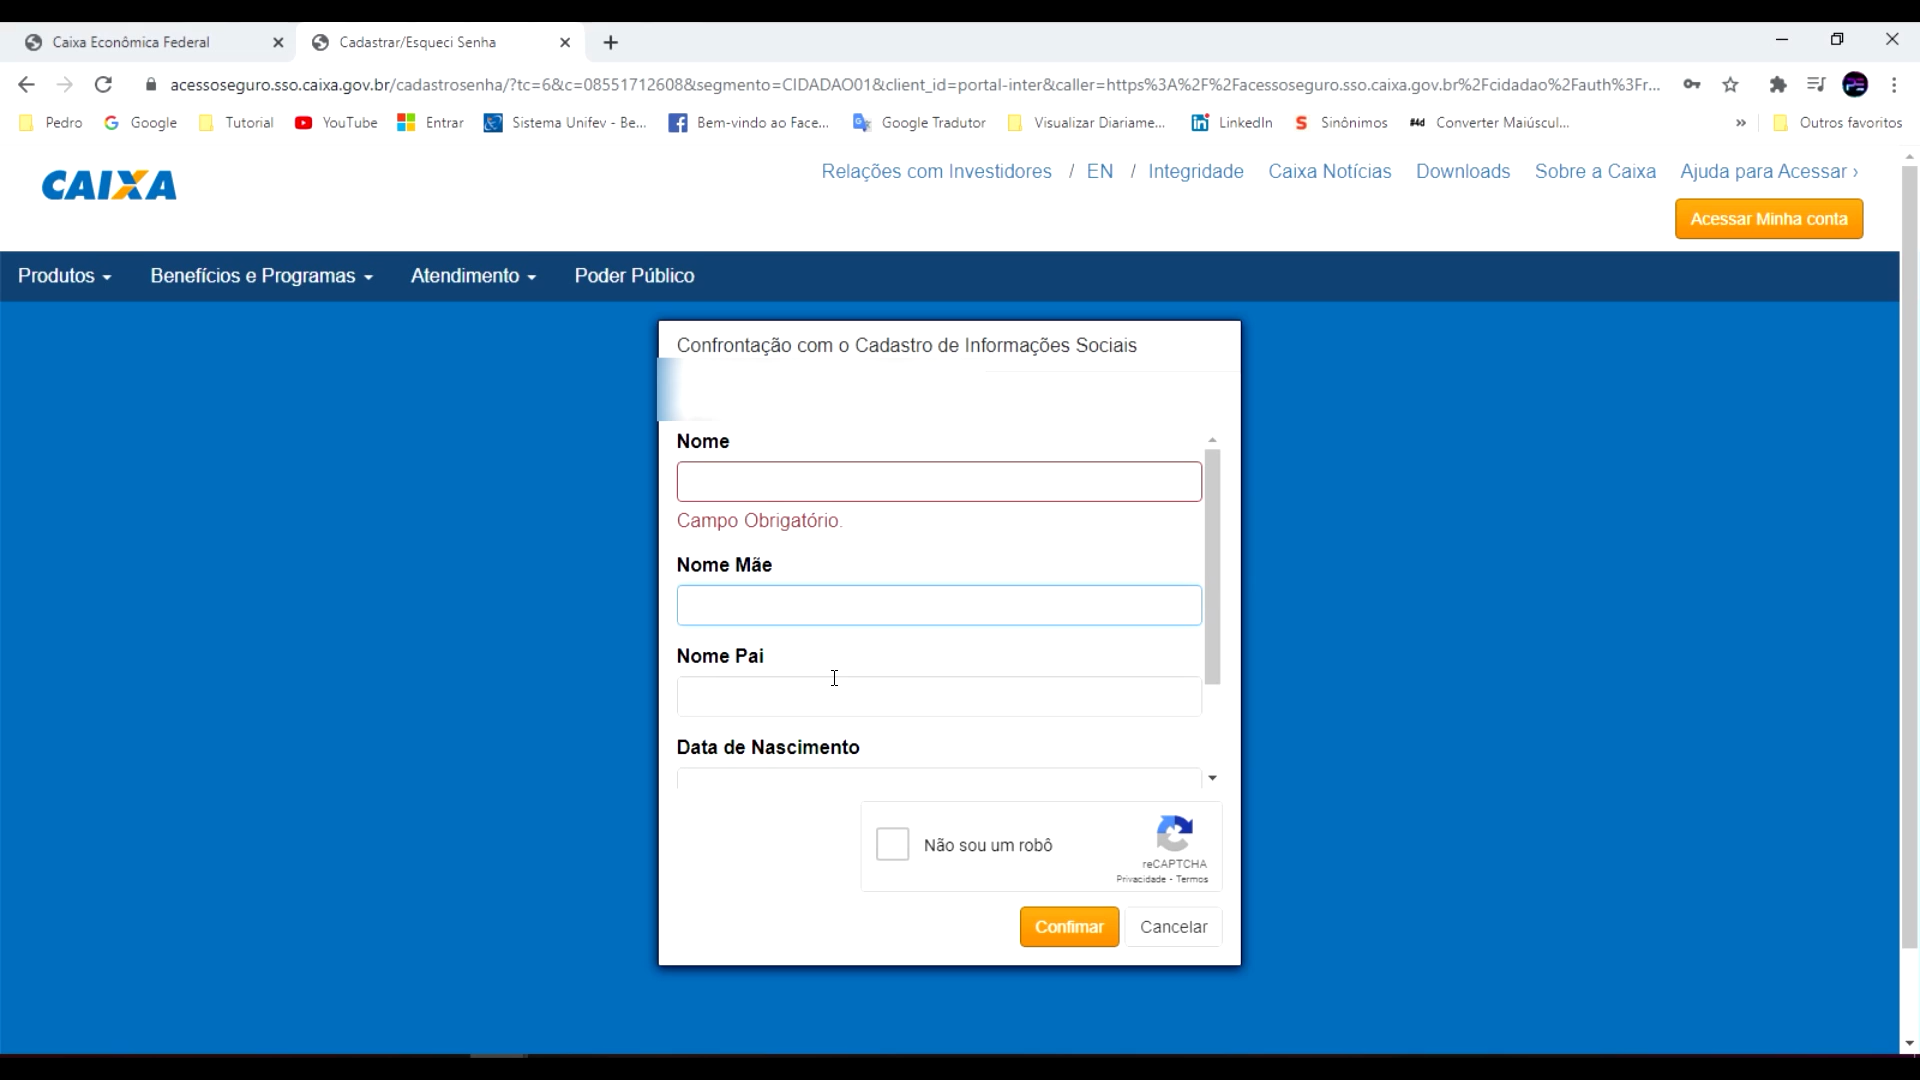 Caixa Econômica Federal
Cadastrar/Esqueci Senha
acessoseguro.sso.caixa.gov.br/cadastrosenha/?tc=6&c=08551712608&segmento=CIDADAO01&client_id=portal-inter&caller=https%3A%2F%2Facessoseguro.sso.caixa.gov.br%2Fcidadao%2Fauth%3Fr...
Pedro Google Tutorial YouTube Entrar Sistema Unifev - Be... Bem-vindo ao Face... Google Tradutor Visualizar Diariame... LinkedIn Sinônimos Converter Maiúscul... » Outros favoritos
CAIXA
Relações com Investidores / EN / Integridade Caixa Notícias Downloads Sobre a Caixa Ajuda para Acessar ›
Acessar Minha conta
Produtos Benefícios e Programas Atendimento Poder Público
Confrontação com o Cadastro de Informações Sociais
Nome
Campo Obrigatório.
Nome Mãe
Nome Pai
Data de Nascimento
Não sou um robô
reCAPTCHA
Privacidade - Termos
Confimar Cancelar